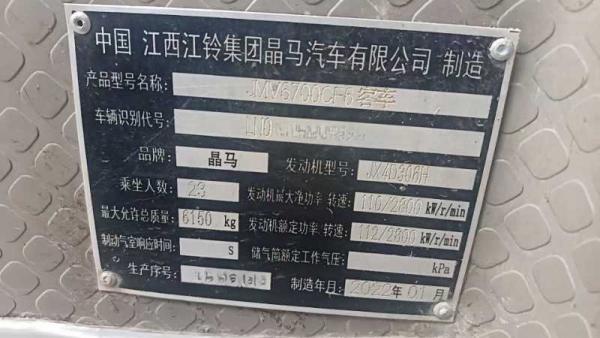 中国 江西江铃集团晶马汽车有限公司 制造
产品型号名称: JMV6700CF6 客车
车辆识别代号:
品牌: 晶马 发动机型号: JX4D306H
乘坐人数: 23 发动机最大净功率 转速: 110/2800 kW/r/min
最大允许总质量: 6150 kg 发动机额定功率 转速: 112/2800 kW/r/min
制动气室响应时间: S 储气筒额定工作气压: kPa
生产序号: 制造年月: 2022年01月